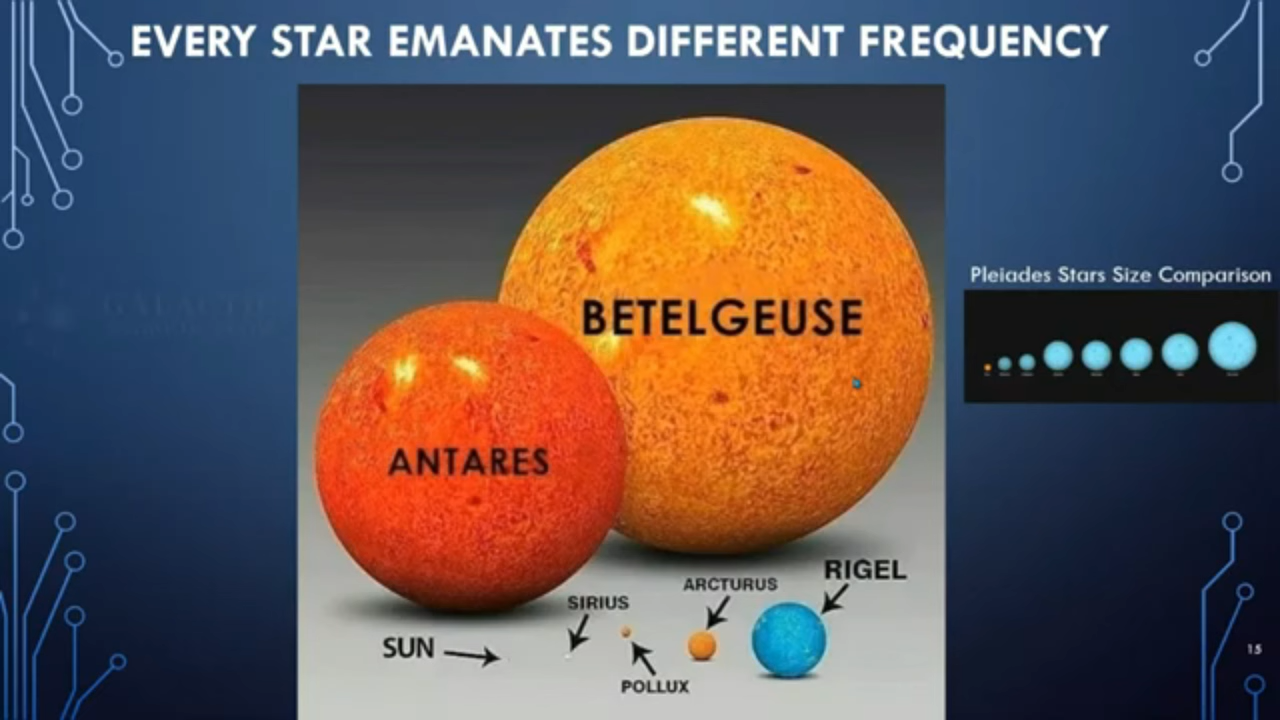 EVERY STAR EMANATES DIFFERENT FREQUENCY
Pleiades Stars Size Comparison
BETELGEUSE
ANTARES
RIGEL
ARCTURUS
SIRIUS
SUN
POLLUX
15